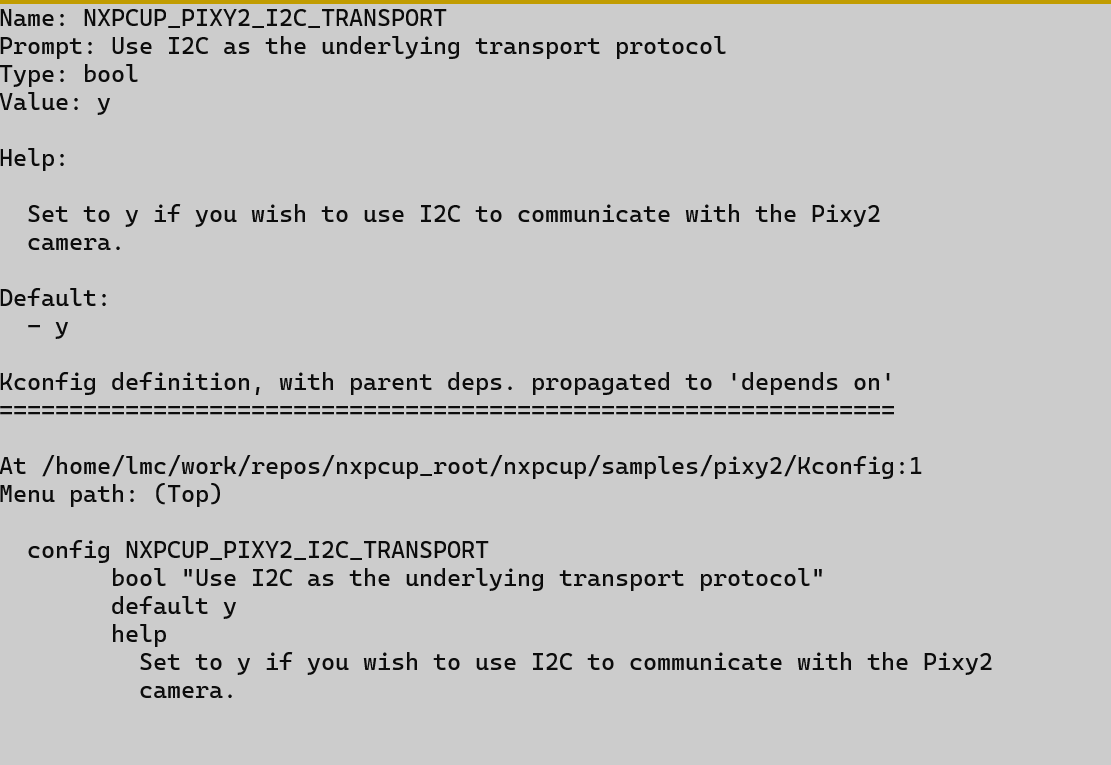 Name: NXPCUP_PIXY2_I2C_TRANSPORT
Prompt: Use I2C as the underlying transport protocol
Type: bool
Value: y
Help:
Set to y if you wish to use I2C to communicate with the Pixy2
camera.
Default:
- y
Kconfig definition, with parent deps. propagated to 'depends on'
================================================================
At /home/lmc/work/repos/nxpcup_root/nxpcup/samples/pixy2/Kconfig:1
Menu path: (Top)
config NXPCUP_PIXY2_I2C_TRANSPORT
bool "Use I2C as the underlying transport protocol"
default y
help
Set to y if you wish to use I2C to communicate with the Pixy2
camera.